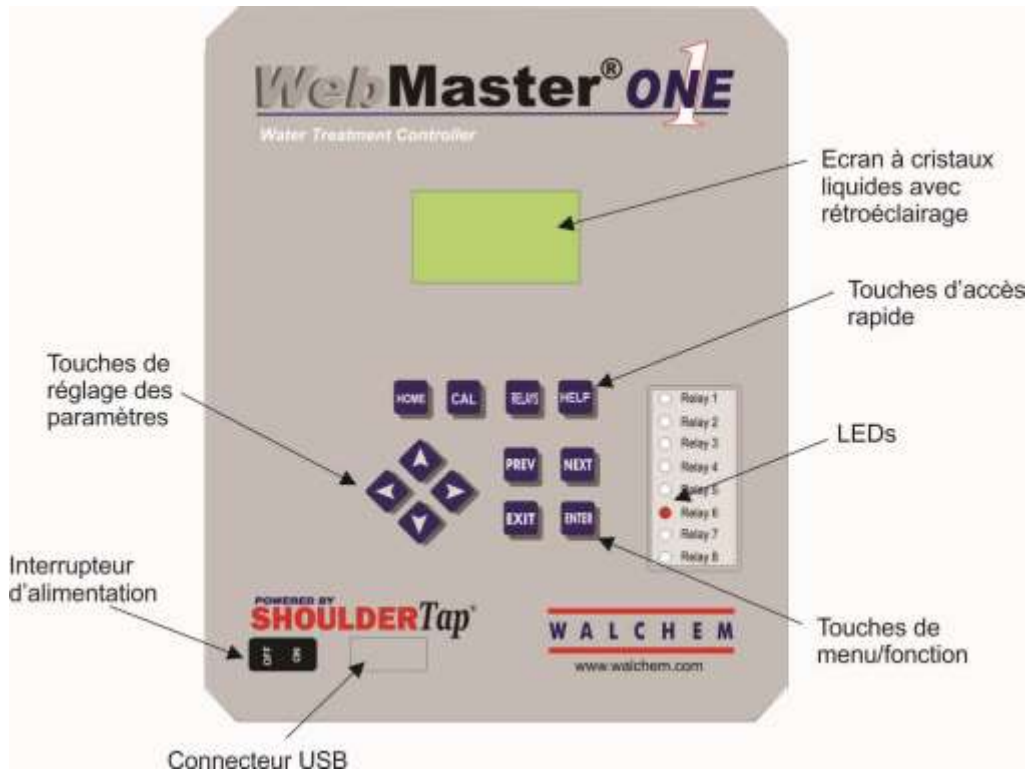 WebMaster® ONE 1
Water Treatment Controller
Ecran à cristaux
liquides avec
rétroéclairage
Touches d'accès
rapide
Touches de
réglage des
paramètres
HOME CAL RELAYS HELP
Relay 1
Relay 2
Relay 3
Relay 4
Relay 5
Relay 6
Relay 7
Relay 8
LEDs
PREV NEXT
EXIT ENTER
Interrupteur
d'alimentation
POWERED BY
SHOULDERTap®
OFF ON
WALCHEM
www.walchem.com
Touches de
menu/fonction
Connecteur USB